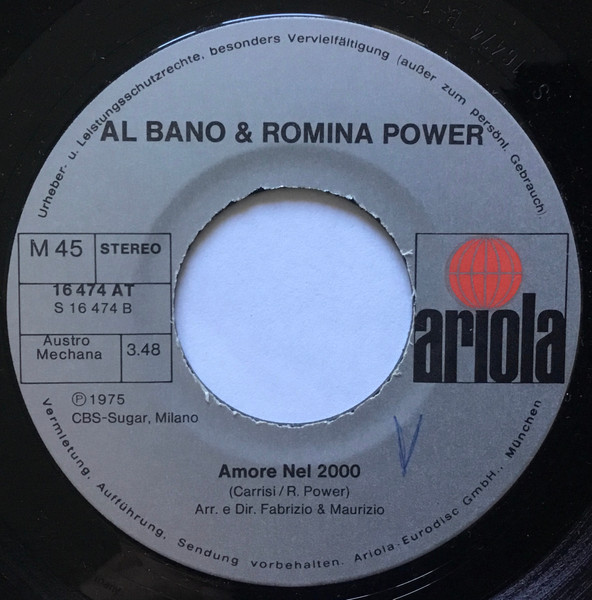 Urheber- u. Leistungsschutzrechte, besonders Vervielfältigung (außer zum persönl. Gebrauch).
AL BANO & ROMINA POWER
M 45 STEREO
16 474 AT
S 16 474 B
Austro
Mechana
3.48
ariola
Ⓟ 1975
CBS-Sugar, Milano
V
Amore Nel 2000
(Carrisi / R. Power)
Arr. e Dir. Fabrizio & Maurizio
Vermietung, Aufführung, Sendung vorbehalten. Ariola-Eurodisc GmbH., München